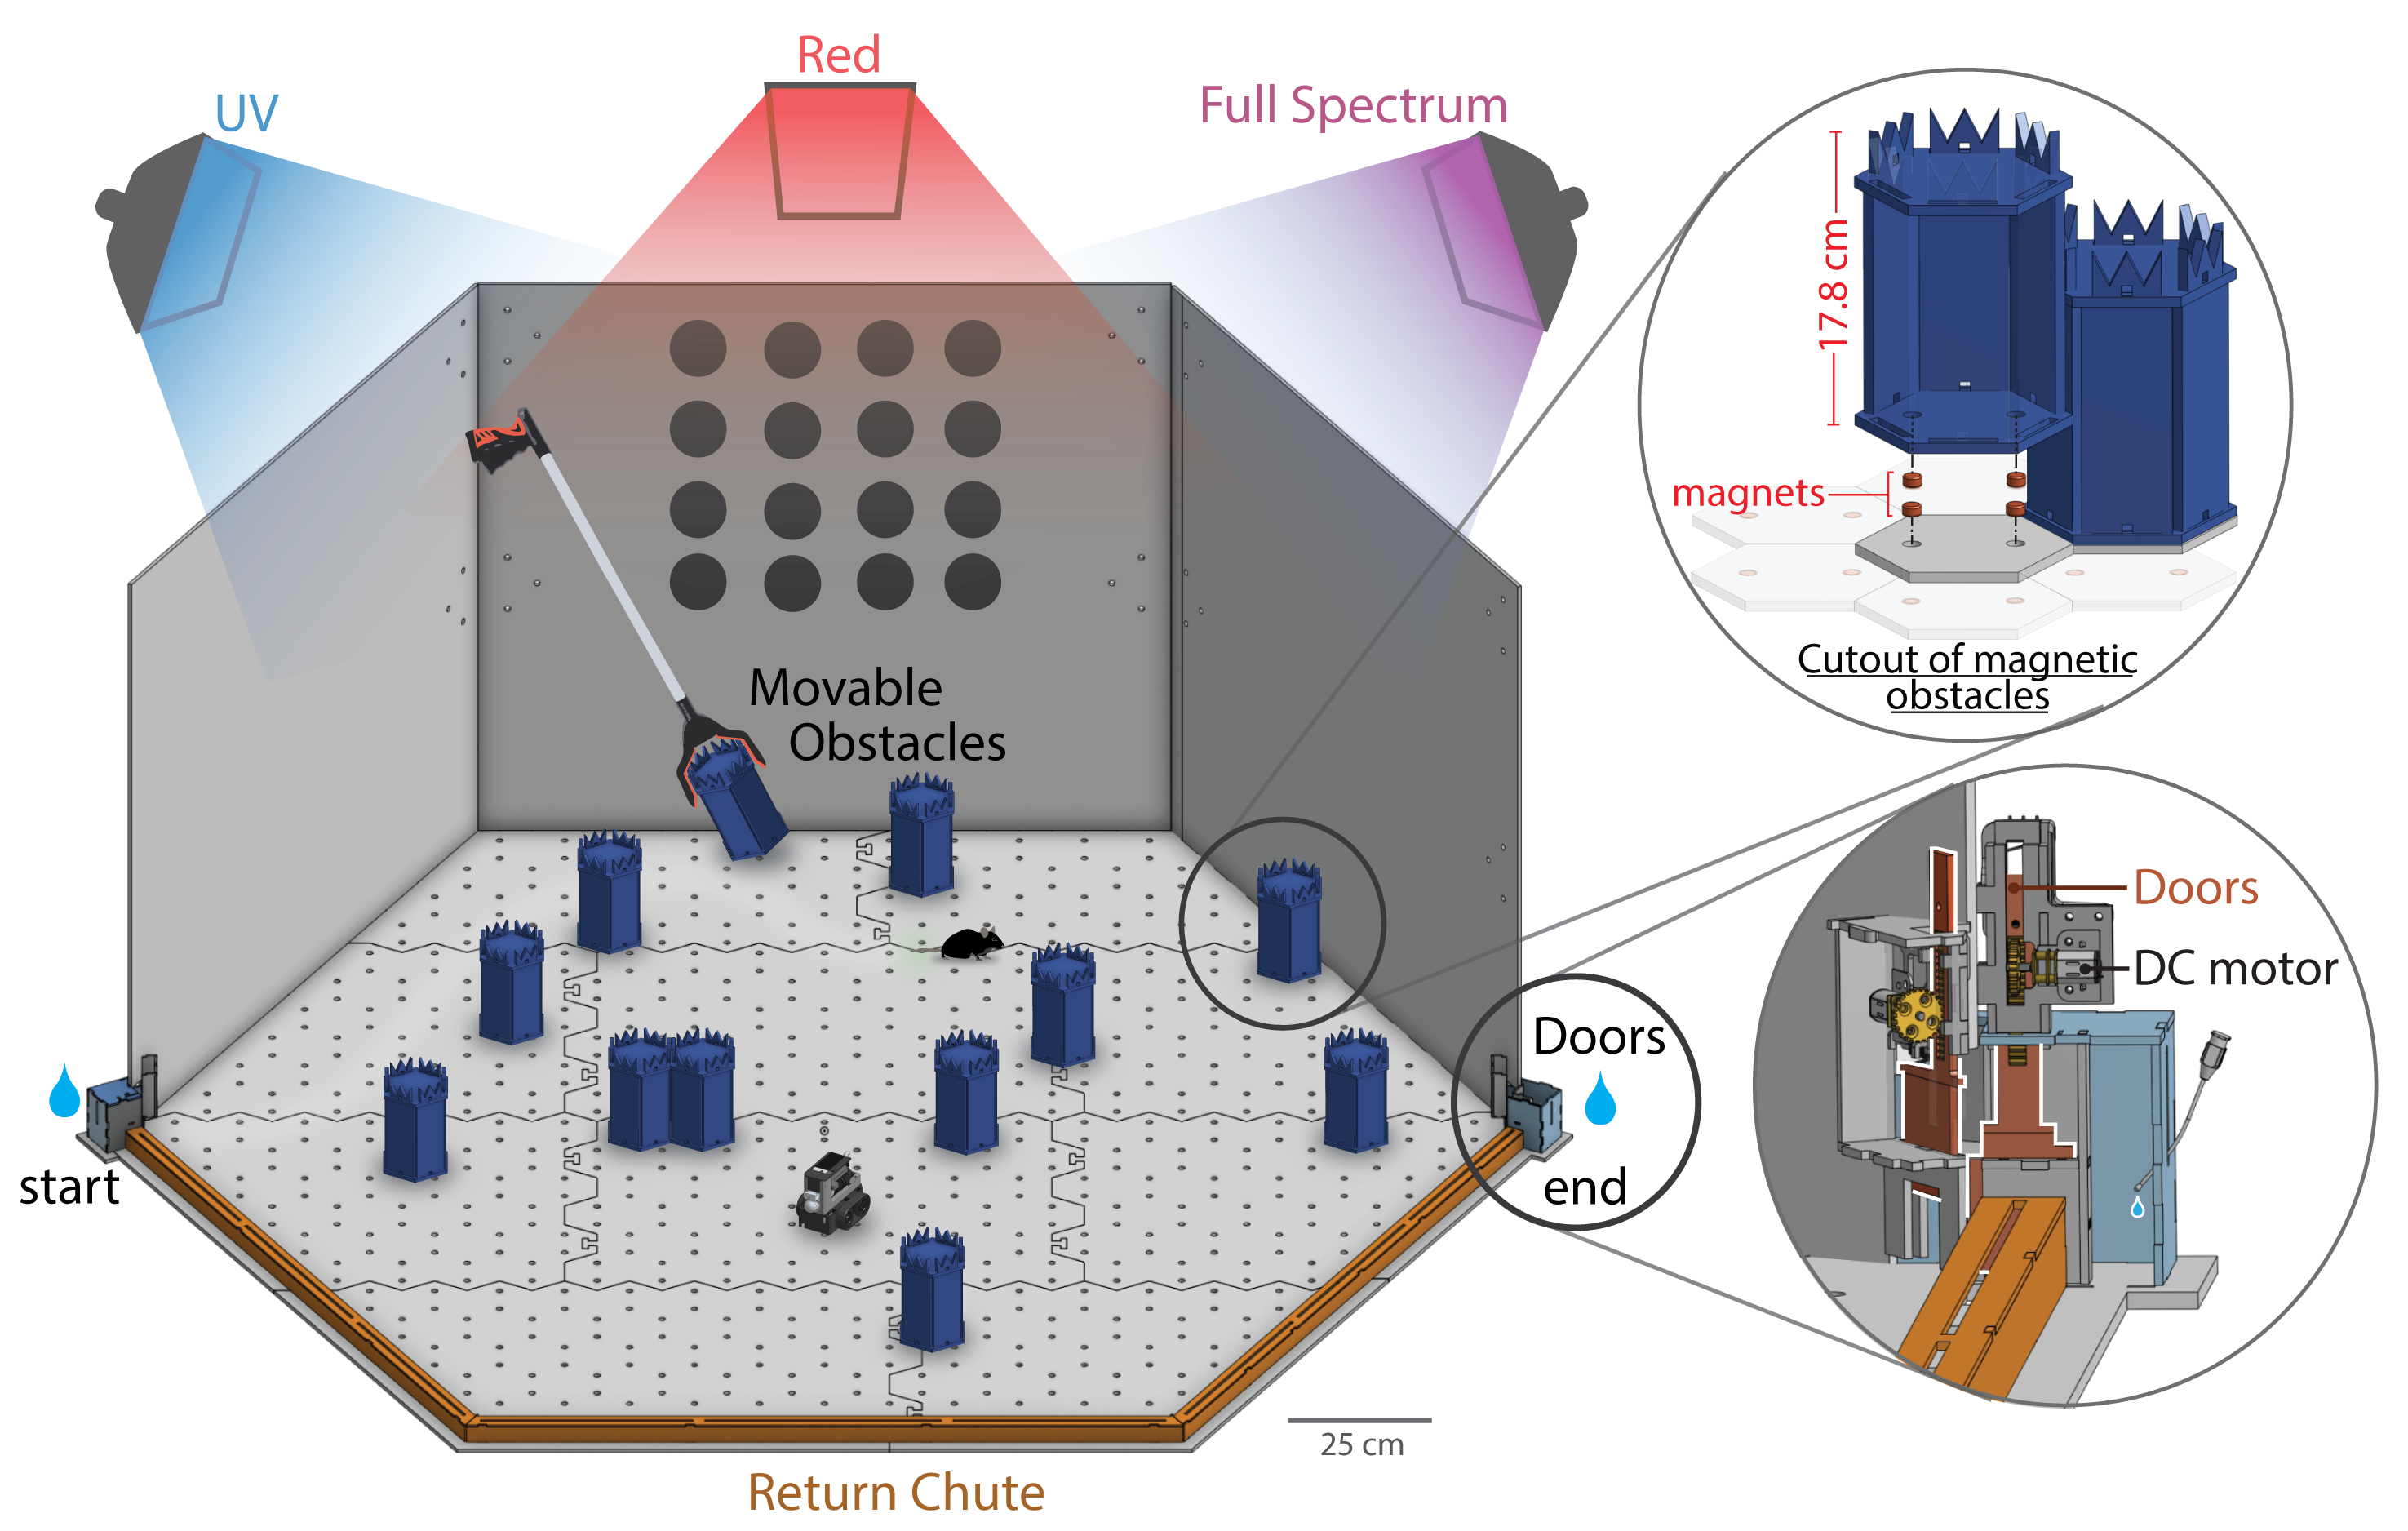 Red
UV
Full Spectrum
17.8 cm
magnets
Cutout of magnetic
obstacles
Movable
Obstacles
Doors
DC motor
Doors
end
start
25 cm
Return Chute